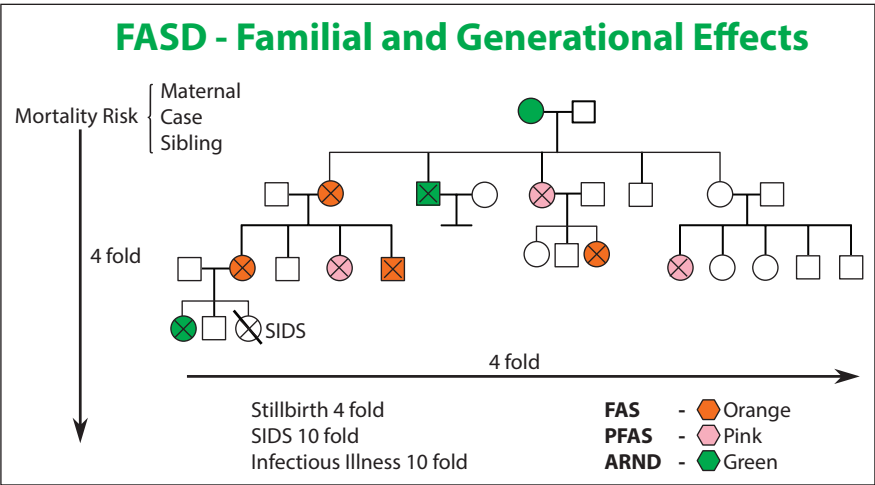 FASD - Familial and Generational Effects
Mortality Risk
Maternal
Case
Sibling
4 fold
SIDS
4 fold
Stillbirth 4 fold
SIDS 10 fold
Infectious Illness 10 fold
FAS - Orange
PFAS - Pink
ARND - Green